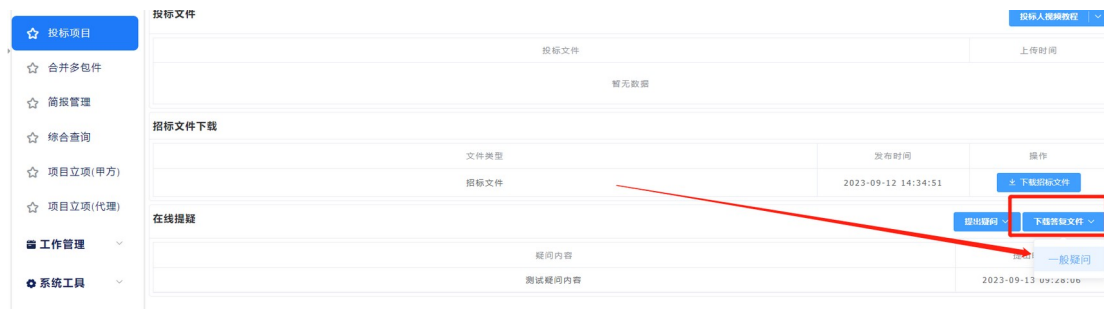 投标项目
合并多包件
简报管理
综合查询
项目立项(甲方)
项目立项(代理)
工作管理
系统工具
投标文件
投标人视频教程
投标文件 上传时间
暂无数据
招标文件下载
文件类型 发布时间 操作
招标文件 2023-09-12 14:34:51 下载招标文件
在线提疑
提出疑问 下载答复文件
疑问内容
一般疑问
测试疑问内容 2023-09-13 09:28:06